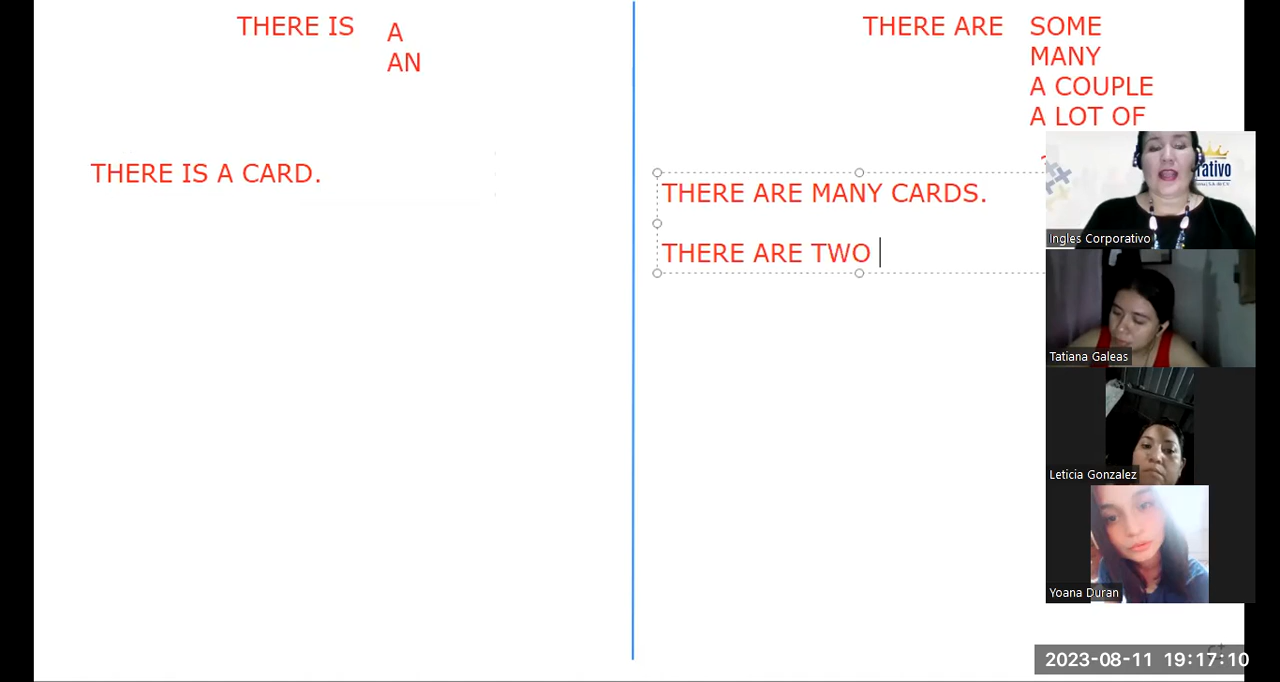 THERE IS
A
AN
THERE IS A CARD.
THERE ARE
SOME
MANY
A COUPLE
A LOT OF
THERE ARE MANY CARDS.
THERE ARE TWO
rativo
Ingles Corporativo
Tatiana Galeas
Leticia Gonzalez
Yoana Duran
2023-08-11 19:17:10